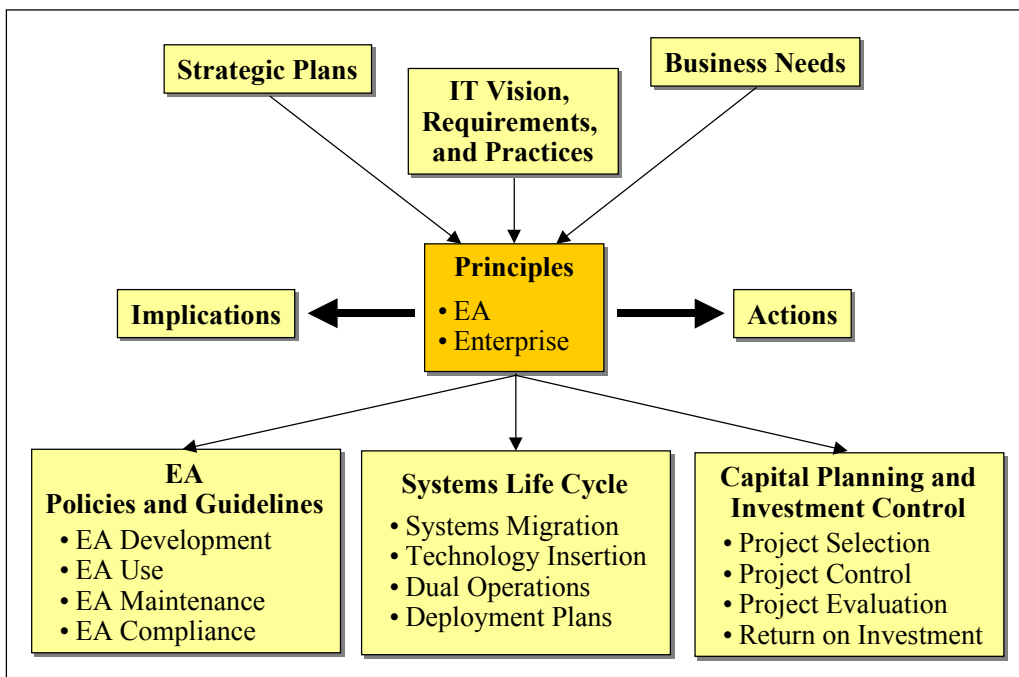 Strategic Plans
IT Vision,
Requirements,
and Practices
Business Needs
Principles
• EA
• Enterprise
Implications
Actions
EA
Policies and Guidelines
• EA Development
• EA Use
• EA Maintenance
• EA Compliance
Systems Life Cycle
• Systems Migration
• Technology Insertion
• Dual Operations
• Deployment Plans
Capital Planning and
Investment Control
• Project Selection
• Project Control
• Project Evaluation
• Return on Investment